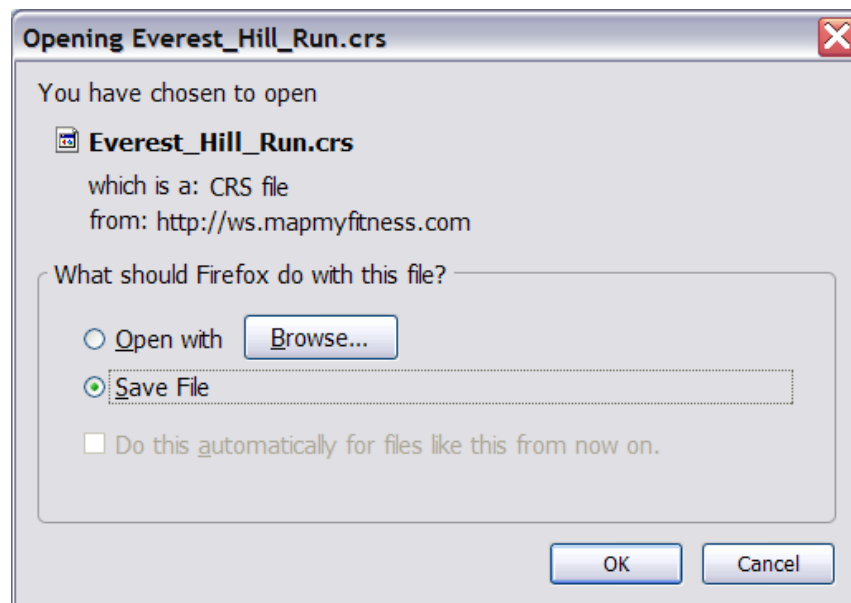 Opening Everest_Hill_Run.crs
You have chosen to open
Everest_Hill_Run.crs
which is a: CRS file
from: http://ws.mapmyfitness.com
What should Firefox do with this file?
Open with Browse...
Save File
Do this automatically for files like this from now on.
OK Cancel